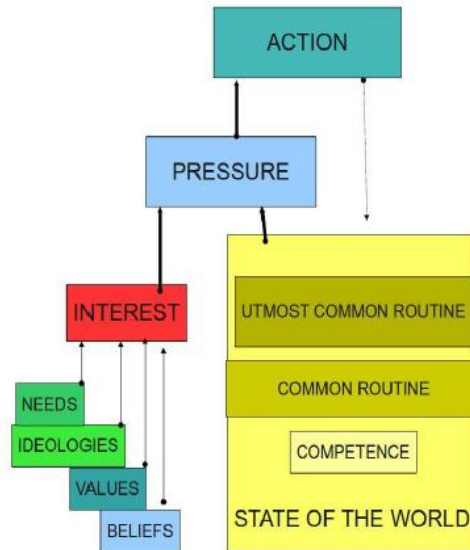 ACTION
PRESSURE
INTEREST
UTMOST COMMON ROUTINE
COMMON ROUTINE
NEEDS
IDEOLOGIES
VALUES
BELIEFS
COMPETENCE
STATE OF THE WORLD